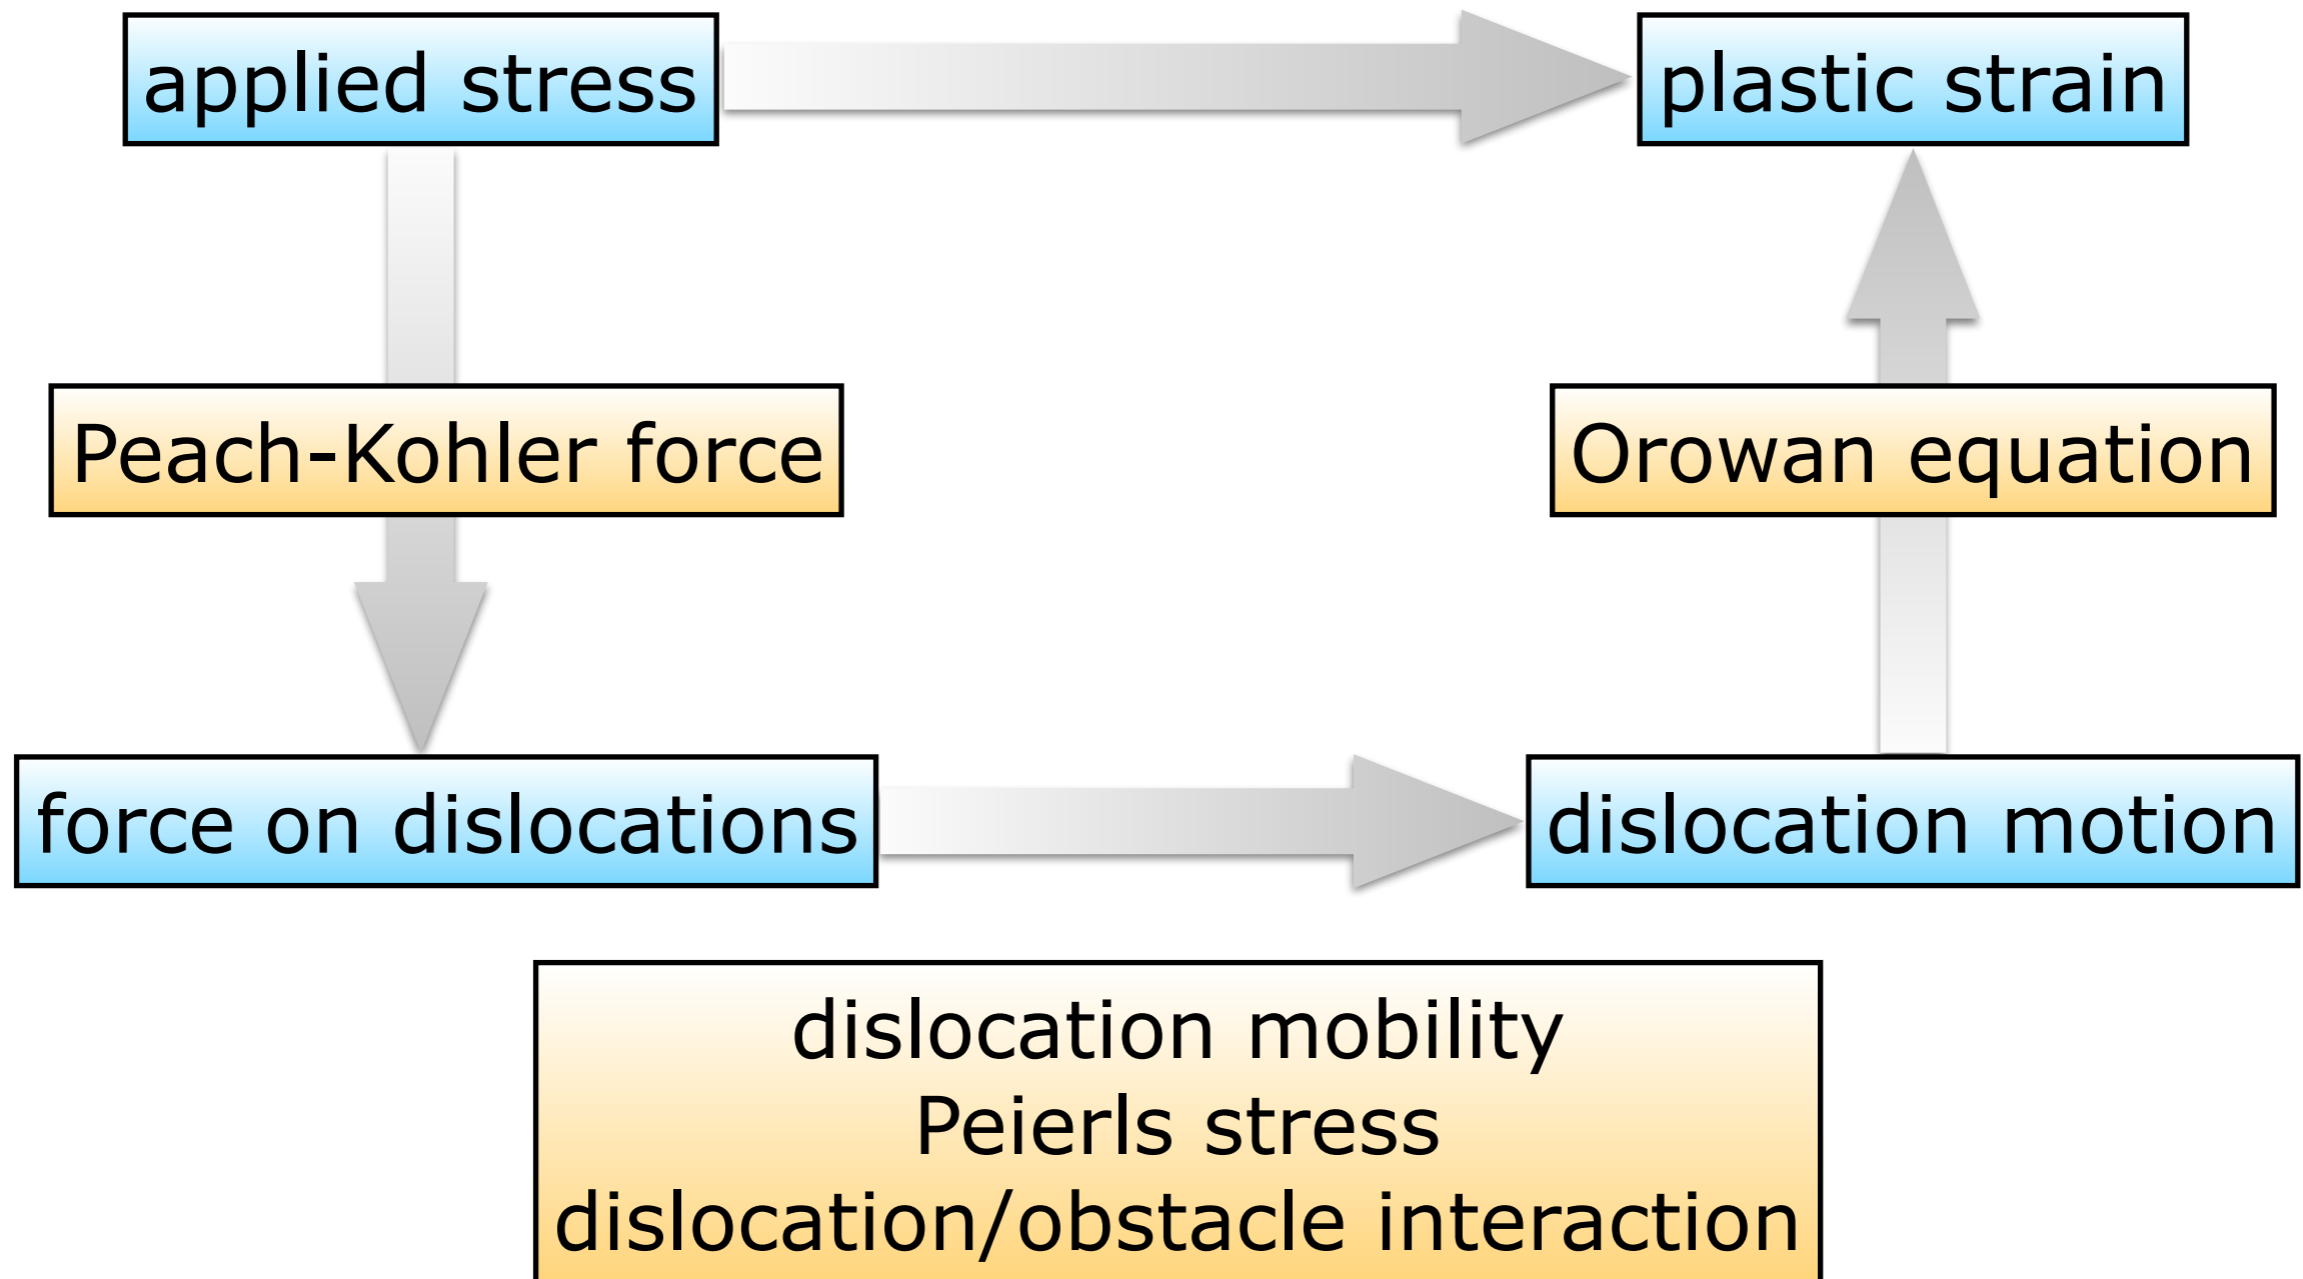 applied stress
plastic strain
Peach-Kohler force
Orowan equation
force on dislocations
dislocation motion
dislocation mobility
Peierls stress
dislocation/obstacle interaction